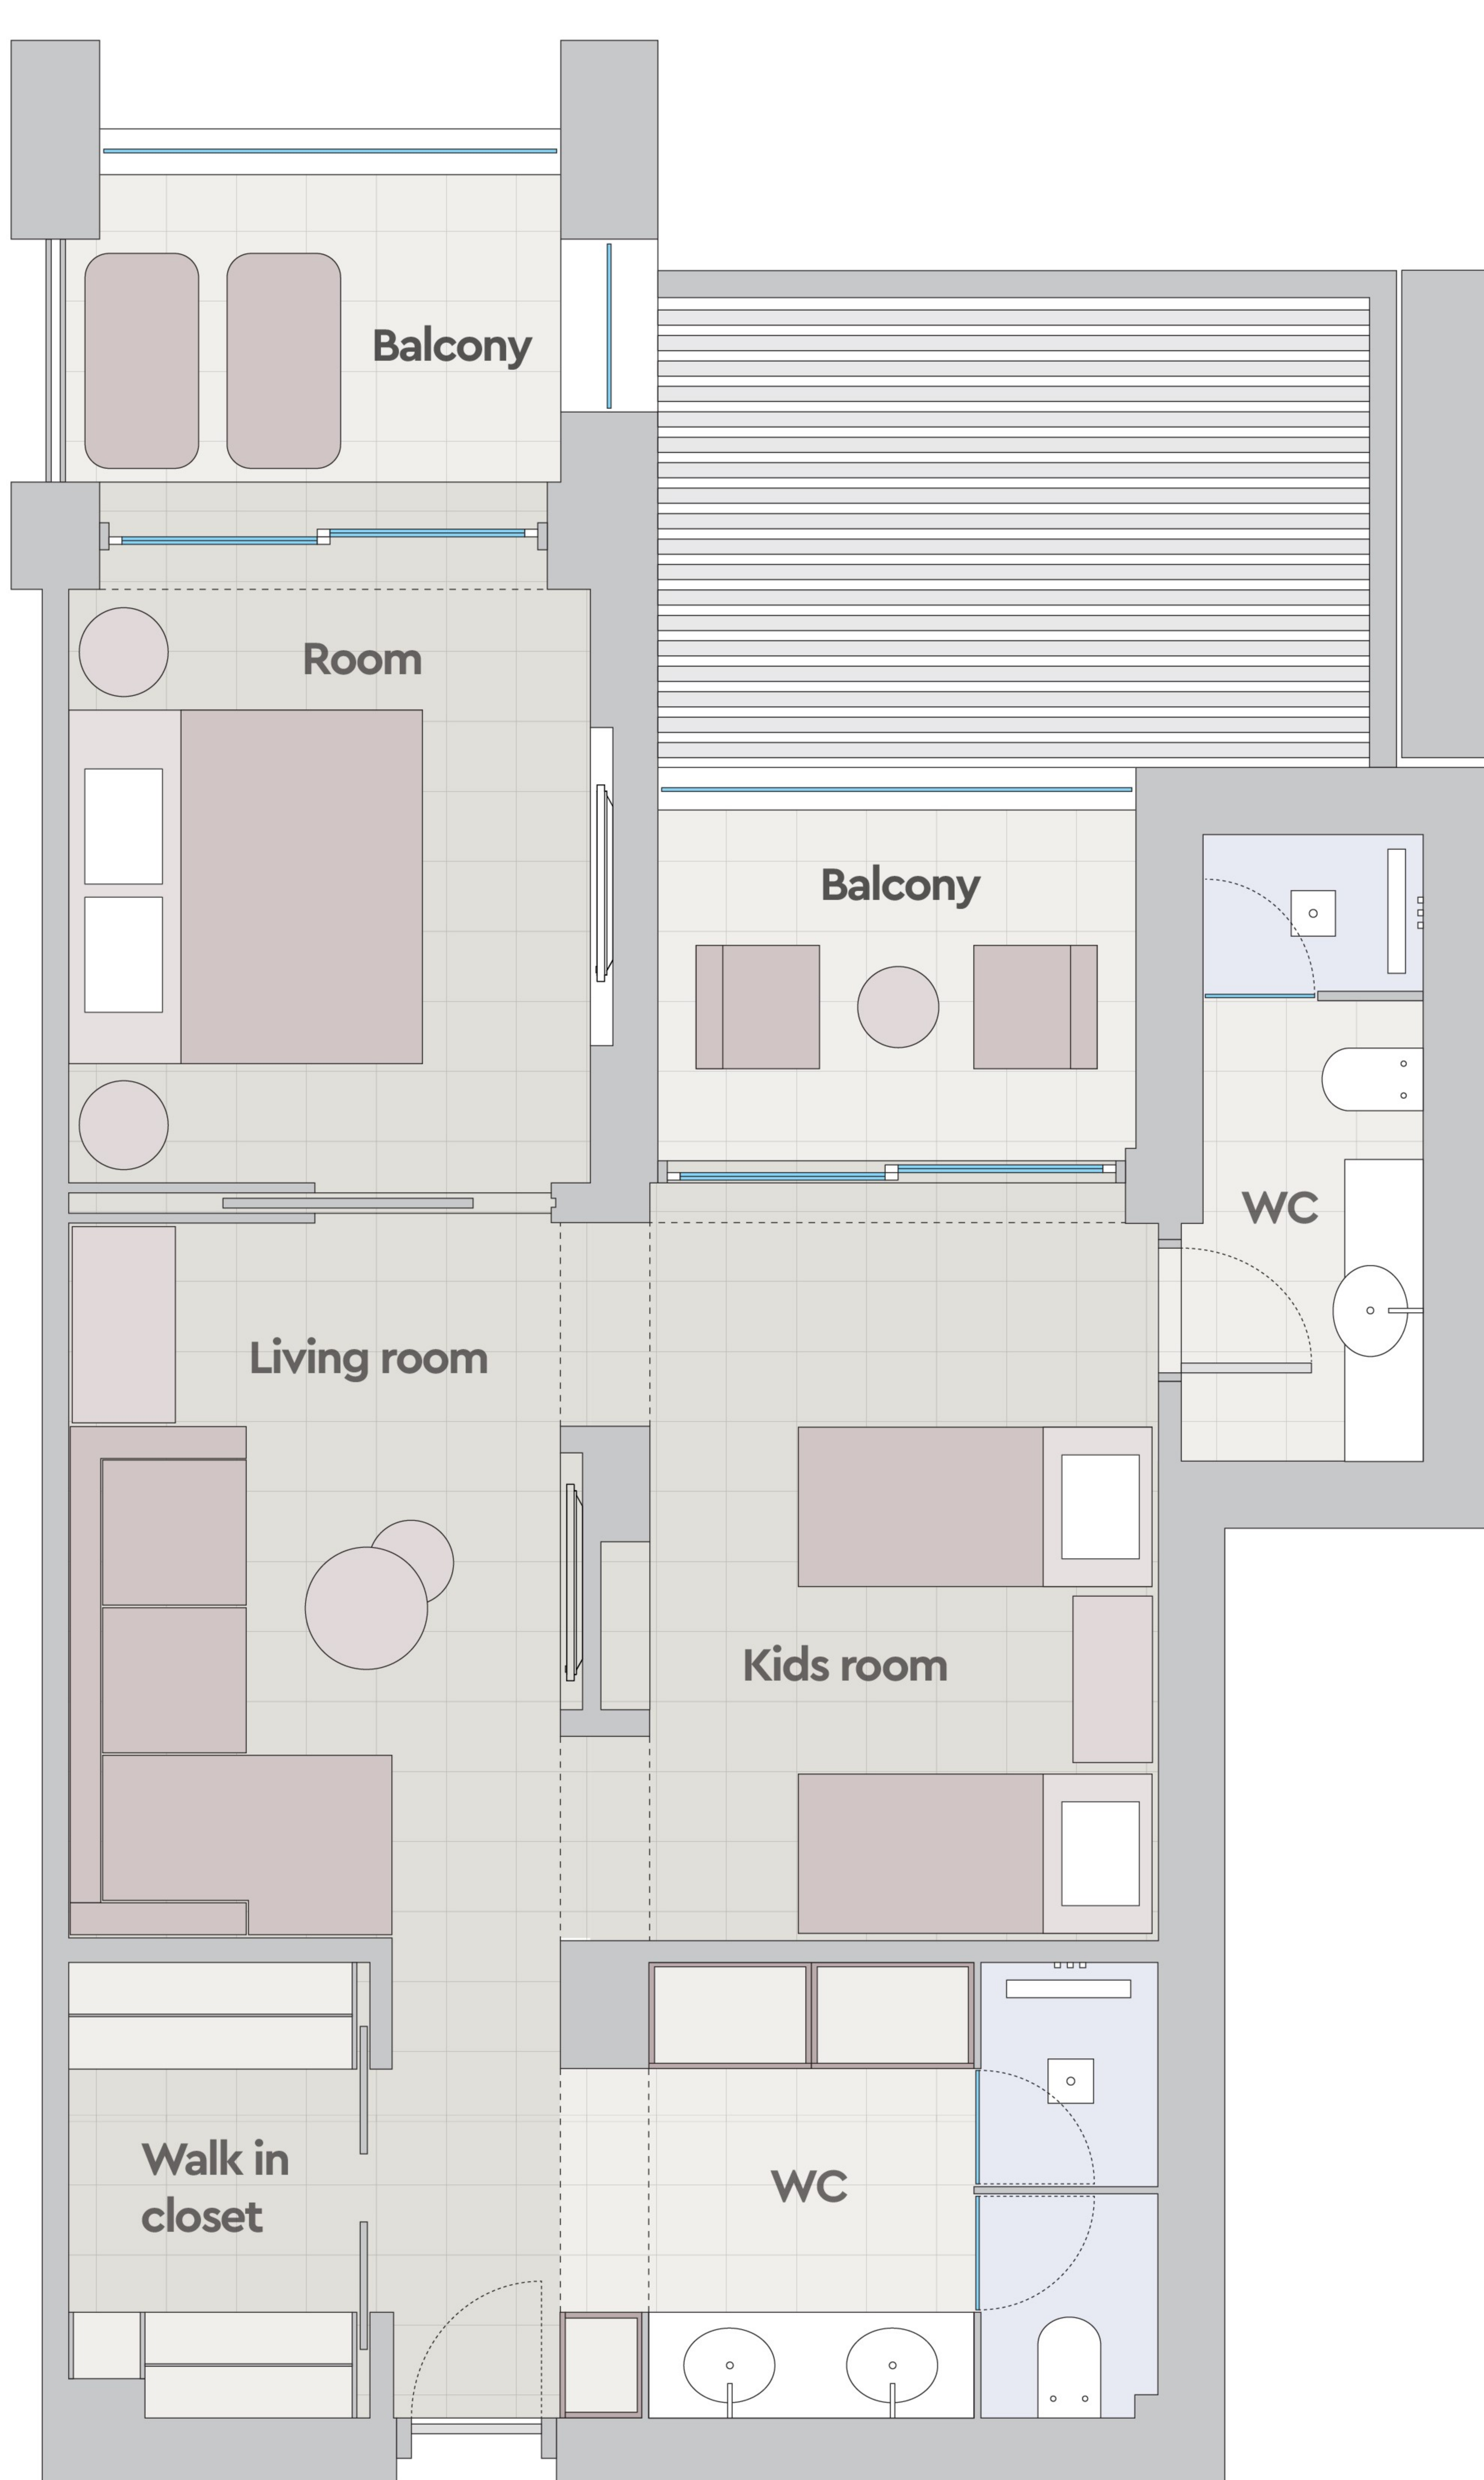 Balcony
Room
Balcony
WC
Living room
Kids room
Walk in
closet
WC